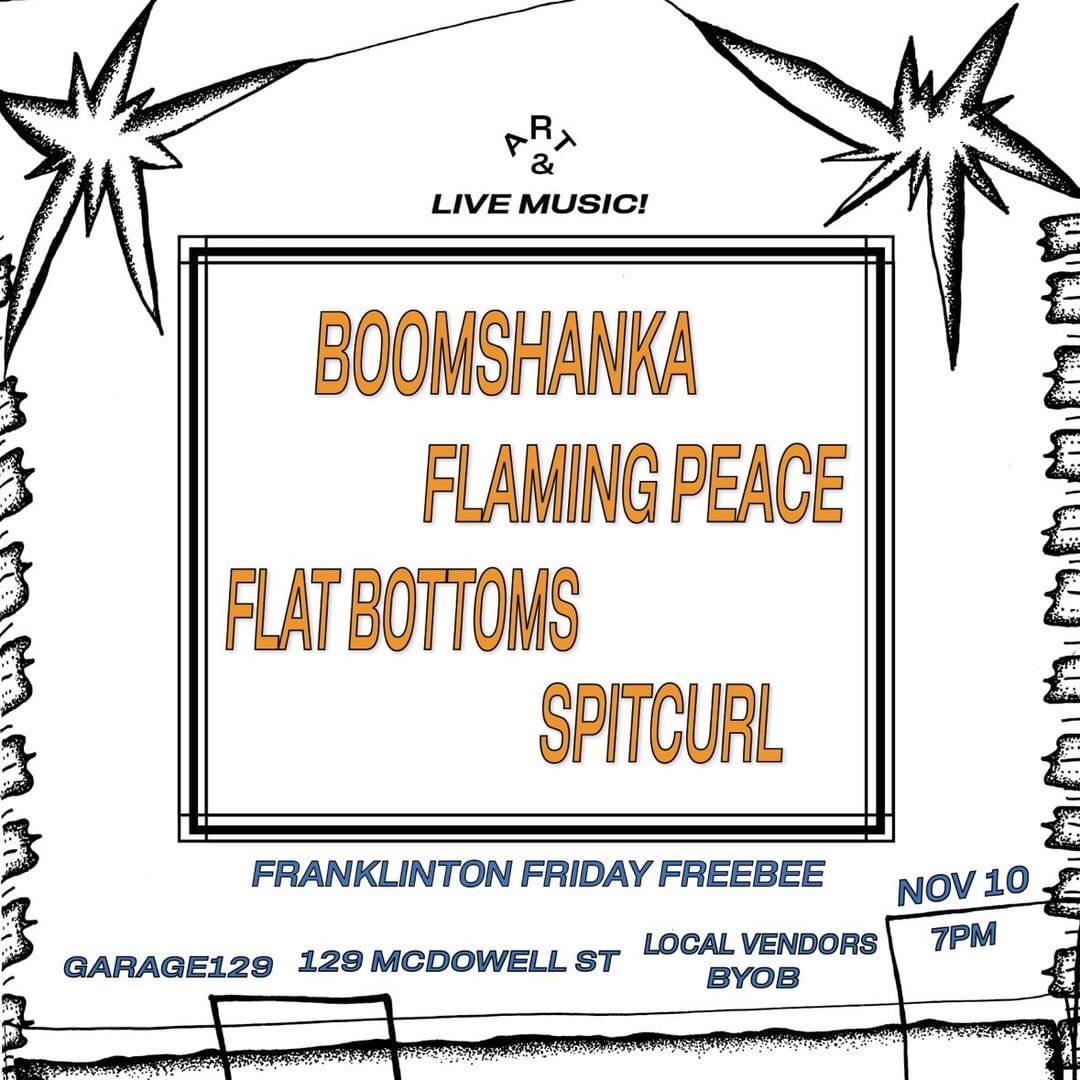 ART
&
LIVE MUSIC!
BOOMSHANKA
FLAMING PEACE
FLAT BOTTOMS
SPITCURL
FRANKLINTON FRIDAY FREEBEE
NOV 10
7PM
GARAGE129
129 MCDOWELL ST
LOCAL VENDORS
BYOB